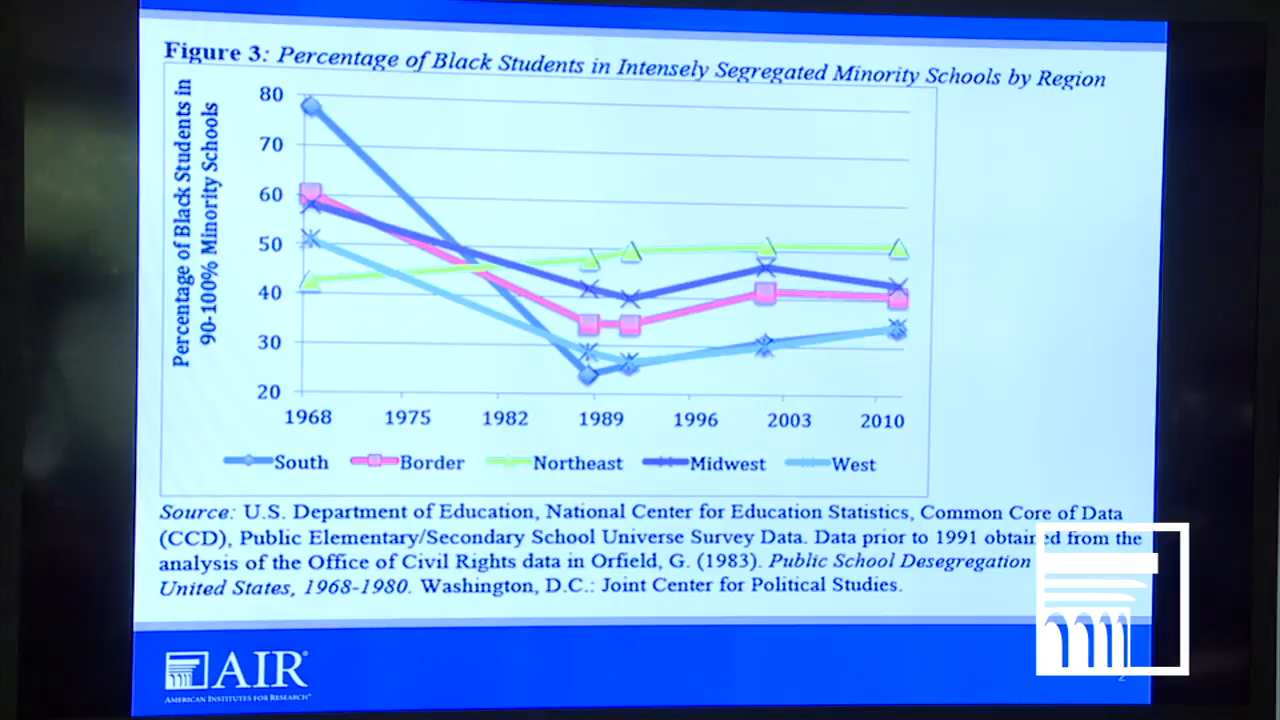 Figure 3: Percentage of Black Students in Intensely Segregated Minority Schools by Region
Percentage of Black Students in
90-100% Minority Schools
80
70
60
50
40
30
20
1968 1975 1982 1989 1996 2003 2010
South Border Northeast Midwest West
Source: U.S. Department of Education, National Center for Education Statistics, Common Core of Data
(CCD), Public Elementary/Secondary School Universe Survey Data. Data prior to 1991 obtained from the
analysis of the Office of Civil Rights data in Orfield, G. (1983). Public School Desegregation
United States, 1968-1980. Washington, D.C.: Joint Center for Political Studies.
AIR®
AMERICAN INSTITUTES FOR RESEARCH
2